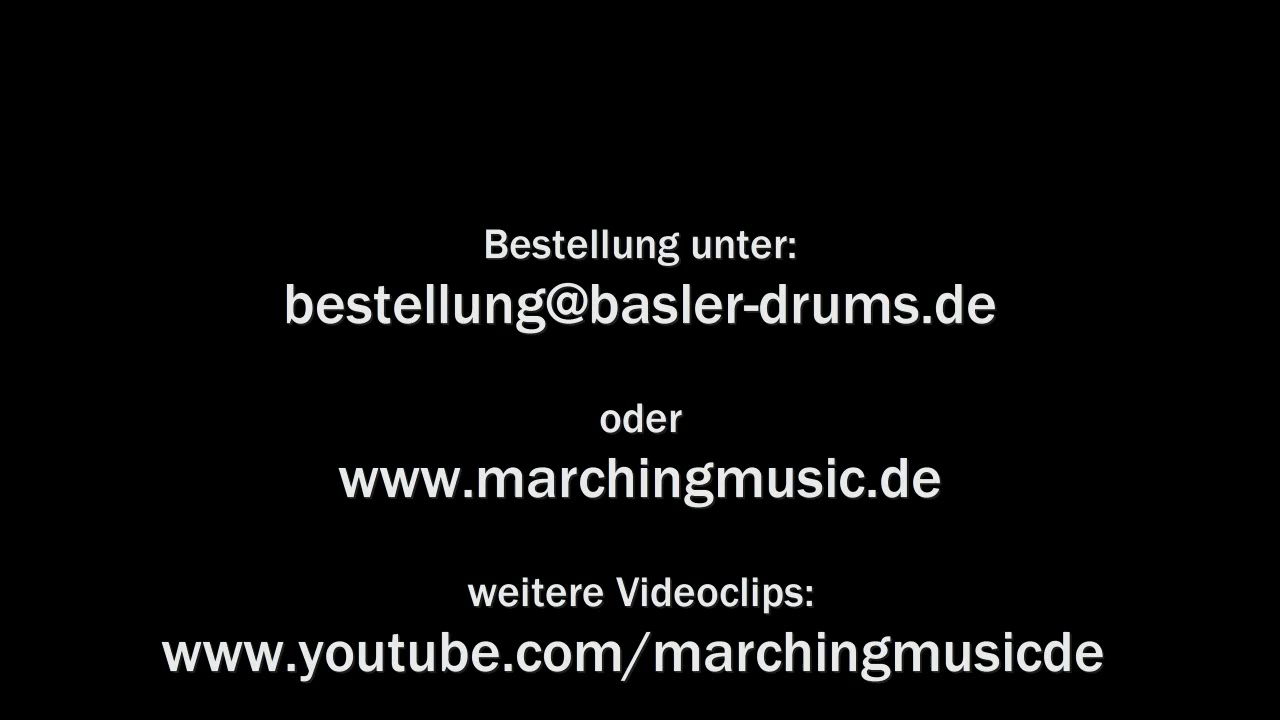 Bestellung unter:
bestellung@basler-drums.de
oder
www.marchingmusic.de
weitere Videoclips:
www.youtube.com/marchingmusicde